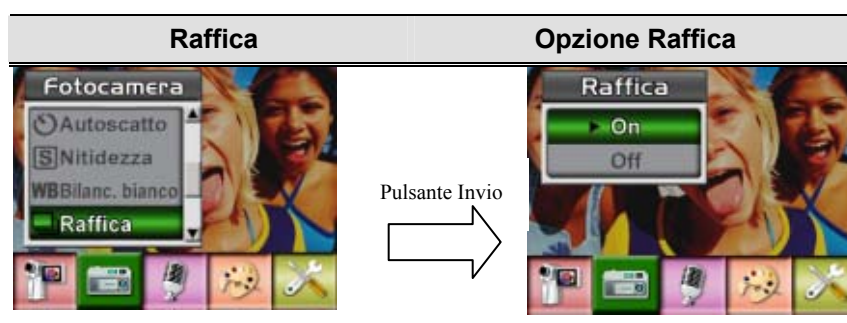 Raffica
Opzione Raffica
Fotocamera
Autoscatto
S Nitidezza
WB Bilanc. bianco
Raffica
Pulsante Invio
Raffica
On
Off